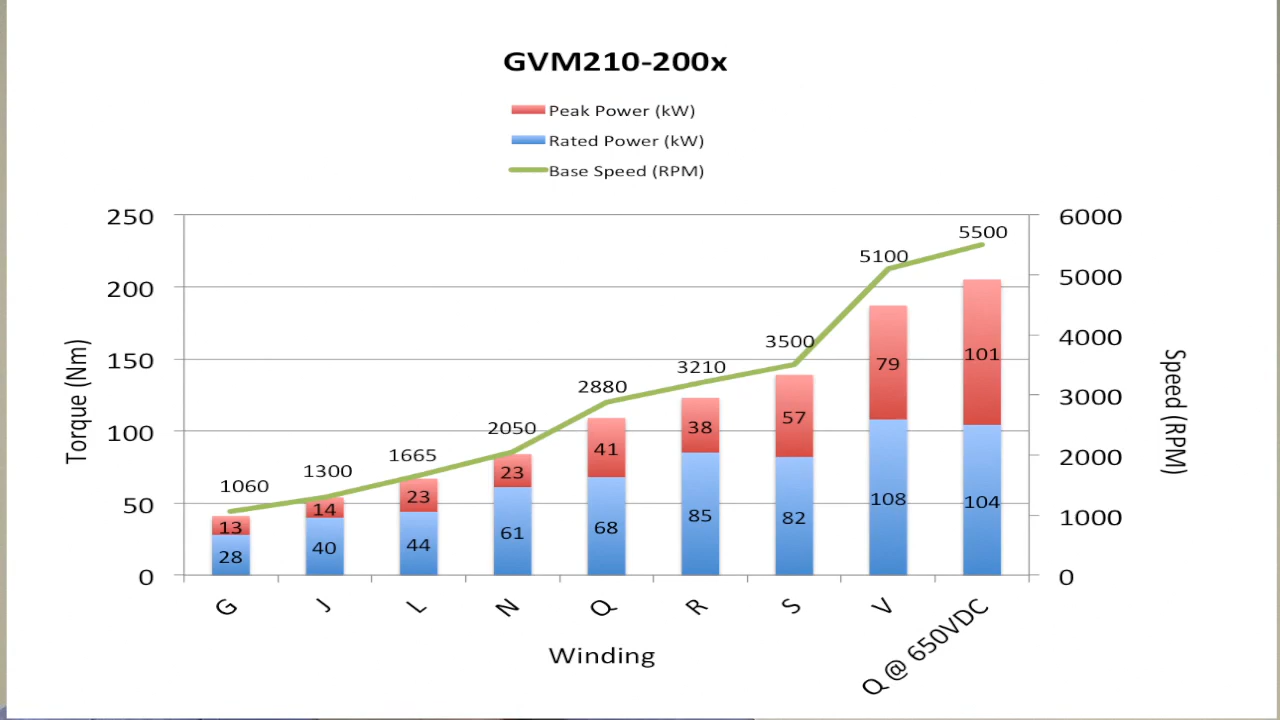 GVM210-200x
Peak Power (kW)
Rated Power (kW)
Base Speed (RPM)
250
200
150
100
50
0
Torque (Nm)
6000
5000
4000
3000
2000
1000
0
Speed (RPM)
1060
1300
1665
2050
2880
3210
3500
5100
5500
13
14
23
23
41
38
57
79
101
28
40
44
61
68
85
82
108
104
G
J
L
N
Q
R
S
V
Q @ 650VDC
Winding